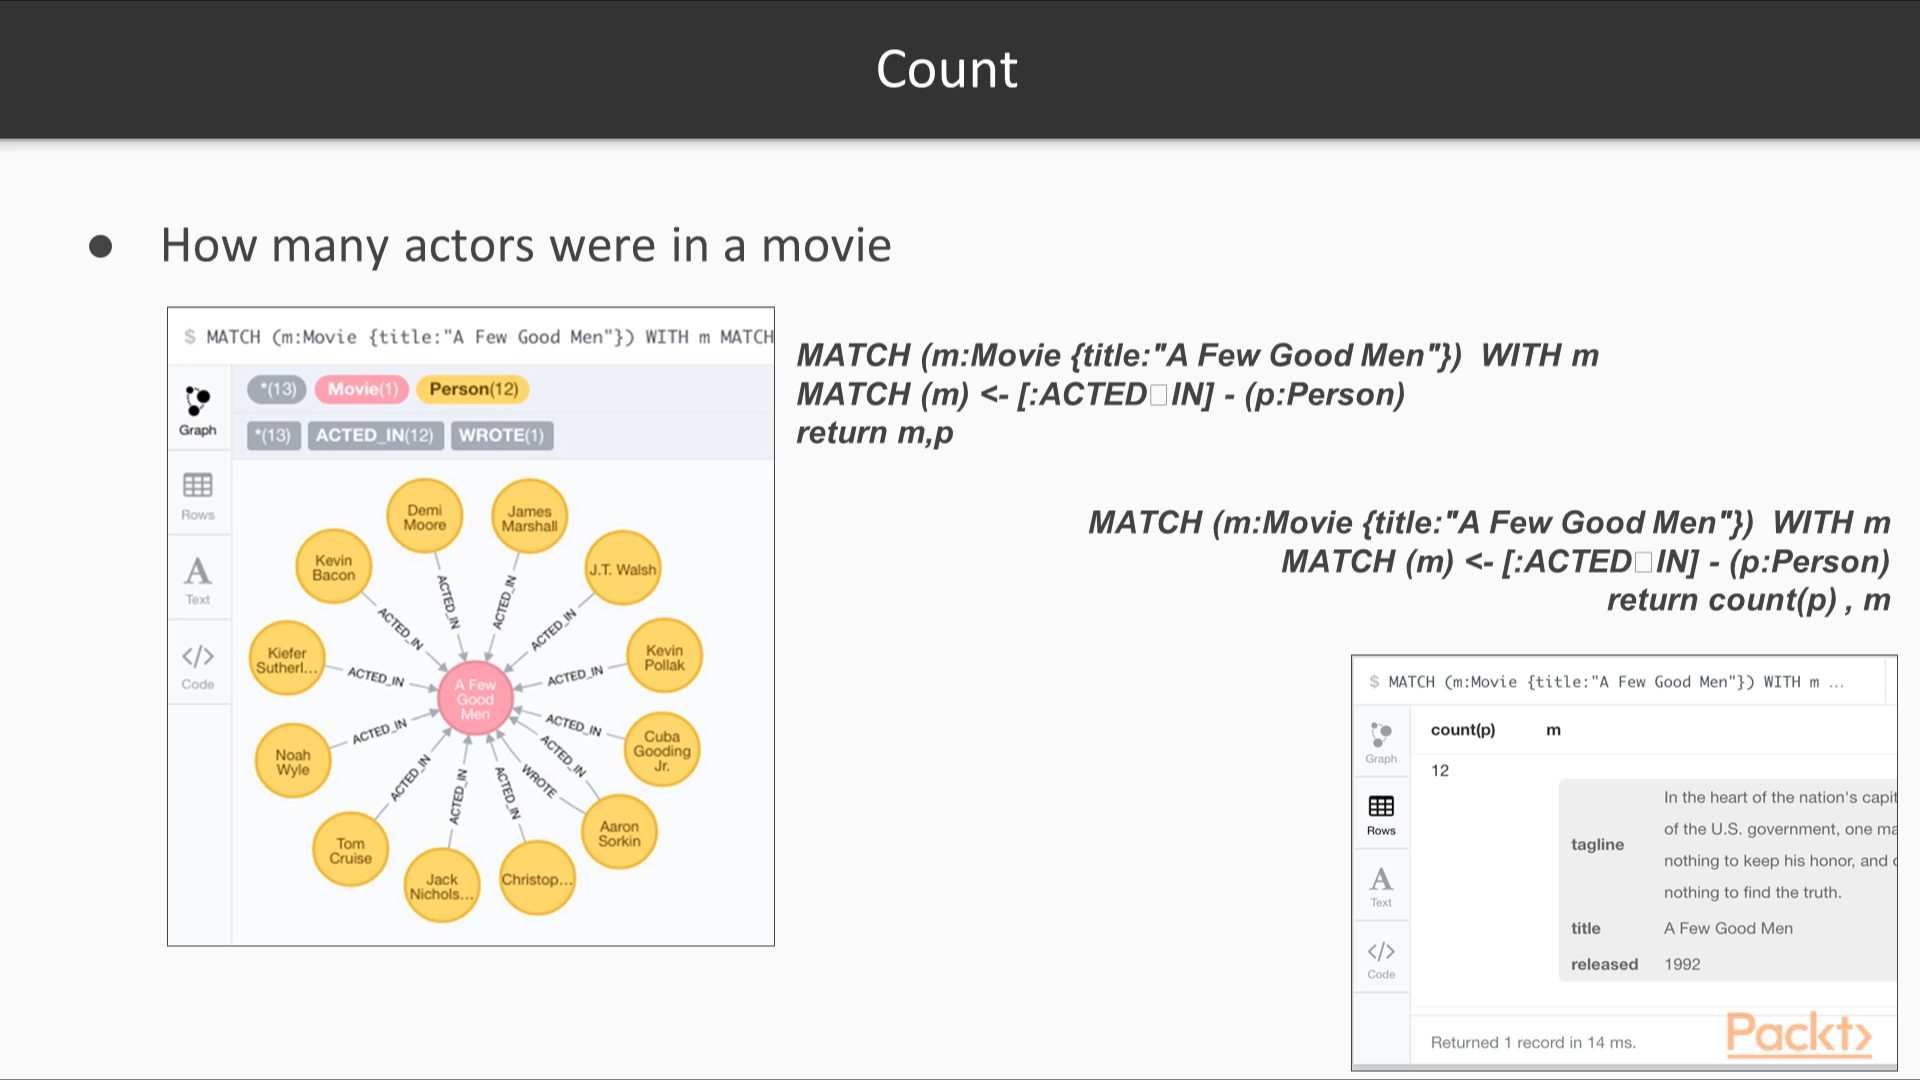 Count
● How many actors were in a movie
$ MATCH (m:Movie {title:"A Few Good Men"}) WITH m MATCH
*(13) Movie(1) Person(12)
*(13) ACTED_IN(12) WROTE(1)
Graph
Rows
A
Text
</>
Code
Demi
Moore
James
Marshall
Kevin
Bacon
J.T. Walsh
Kiefer
Sutherl...
Kevin
Pollak
A Few
Good
Men
Noah
Wyle
Cuba
Gooding
Jr.
Tom
Cruise
Aaron
Sorkin
Jack
Nichols...
Christop...
ACTED_IN
ACTED_IN
ACTED_IN
ACTED_IN
ACTED_IN
ACTED_IN
ACTED_IN
ACTED_IN
ACTED_IN
ACTED_IN
ACTED_IN
ACTED_IN
WROTE
MATCH (m:Movie {title:"A Few Good Men"}) WITH m
MATCH (m) <- [:ACTED□IN] - (p:Person)
return m,p
MATCH (m:Movie {title:"A Few Good Men"}) WITH m
MATCH (m) <- [:ACTED□IN] - (p:Person)
return count(p) , m
$ MATCH (m:Movie {title:"A Few Good Men"}) WITH m ...
Graph
Rows
A
Text
</>
Code
count(p) m
12
tagline
In the heart of the nation's capit
of the U.S. government, one ma
nothing to keep his honor, and
nothing to find the truth.
title A Few Good Men
released 1992
Returned 1 record in 14 ms.
Packt>